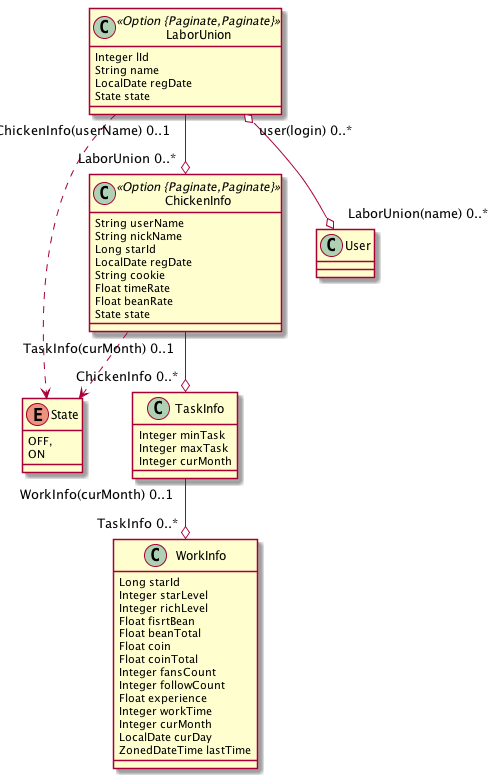 C «Option {Paginate,Paginate}»
LaborUnion
Integer lId
String name
LocalDate regDate
State state
ChickenInfo(userName) 0..1
user(login) 0..*
LaborUnion 0..*
C «Option {Paginate,Paginate}»
ChickenInfo
String userName
String nickName
Long starId
LocalDate regDate
String cookie
Float timeRate
Float beanRate
State state
LaborUnion(name) 0..*
C User
TaskInfo(curMonth) 0..1
ChickenInfo 0..*
E State
OFF,
ON
C TaskInfo
Integer minTask
Integer maxTask
Integer curMonth
WorkInfo(curMonth) 0..1
TaskInfo 0..*
C WorkInfo
Long starId
Integer starLevel
Integer richLevel
Float fisrtBean
Float beanTotal
Float coin
Float coinTotal
Integer fansCount
Integer followCount
Float experience
Integer workTime
Integer curMonth
LocalDate curDay
ZonedDateTime lastTime